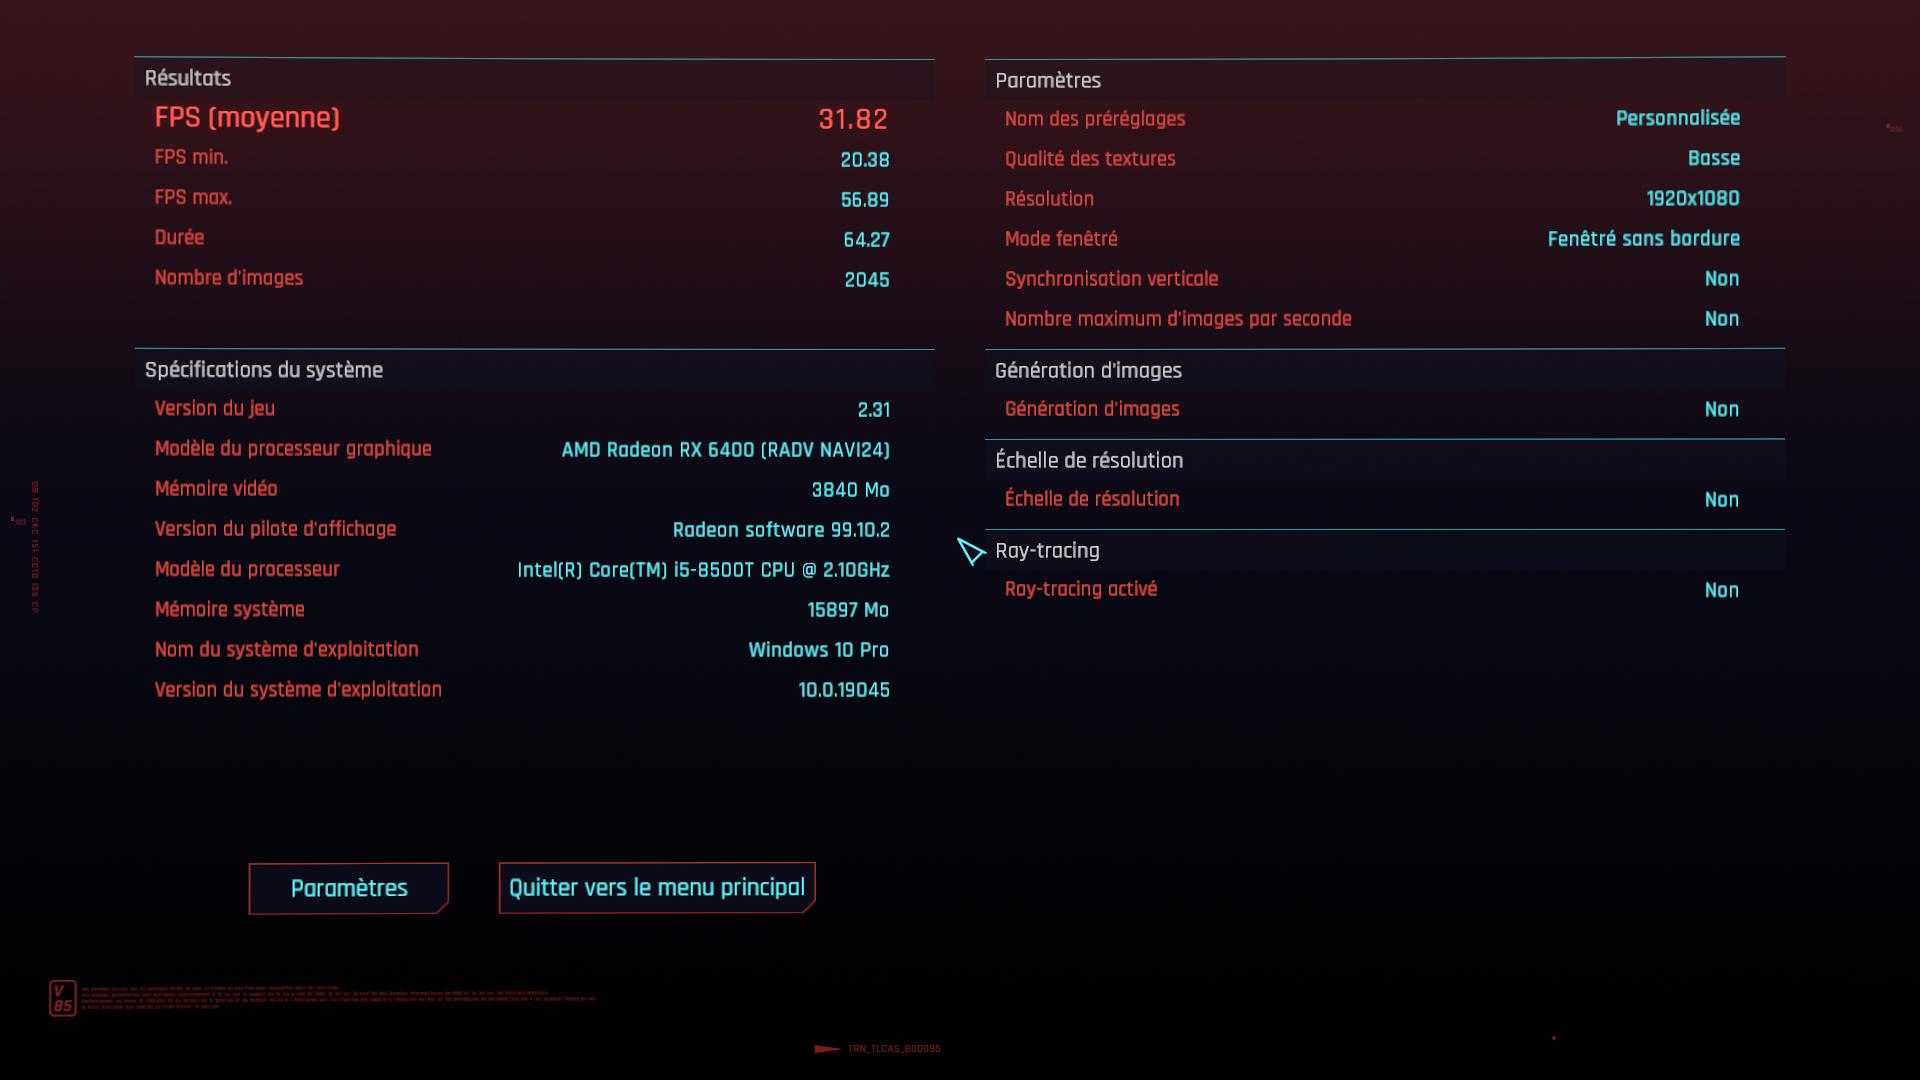 Résultats
FPS (moyenne) 31.82
FPS min. 20.38
FPS max. 56.89
Durée 64.27
Nombre d'images 2045
Spécifications du système
Version du jeu 2.31
Modèle du processeur graphique AMD Radeon RX 6400 (RADV NAVI24)
Mémoire vidéo 3840 Mo
Version du pilote d'affichage Radeon software 99.10.2
Modèle du processeur Intel(R) Core(TM) i5-8500T CPU @ 2.10GHz
Mémoire système 15897 Mo
Nom du système d'exploitation Windows 10 Pro
Version du système d'exploitation 10.0.19045
Paramètres
Nom des préréglages Personnalisée
Qualité des textures Basse
Résolution 1920x1080
Mode fenêtré Fenêtré sans bordure
Synchronisation verticale Non
Nombre maximum d'images par seconde Non
Génération d'images
Génération d'images Non
Échelle de résolution
Échelle de résolution Non
Ray-tracing
Ray-tracing activé Non
Paramètres
Quitter vers le menu principal
V
85
TRN_TLCAS_800095